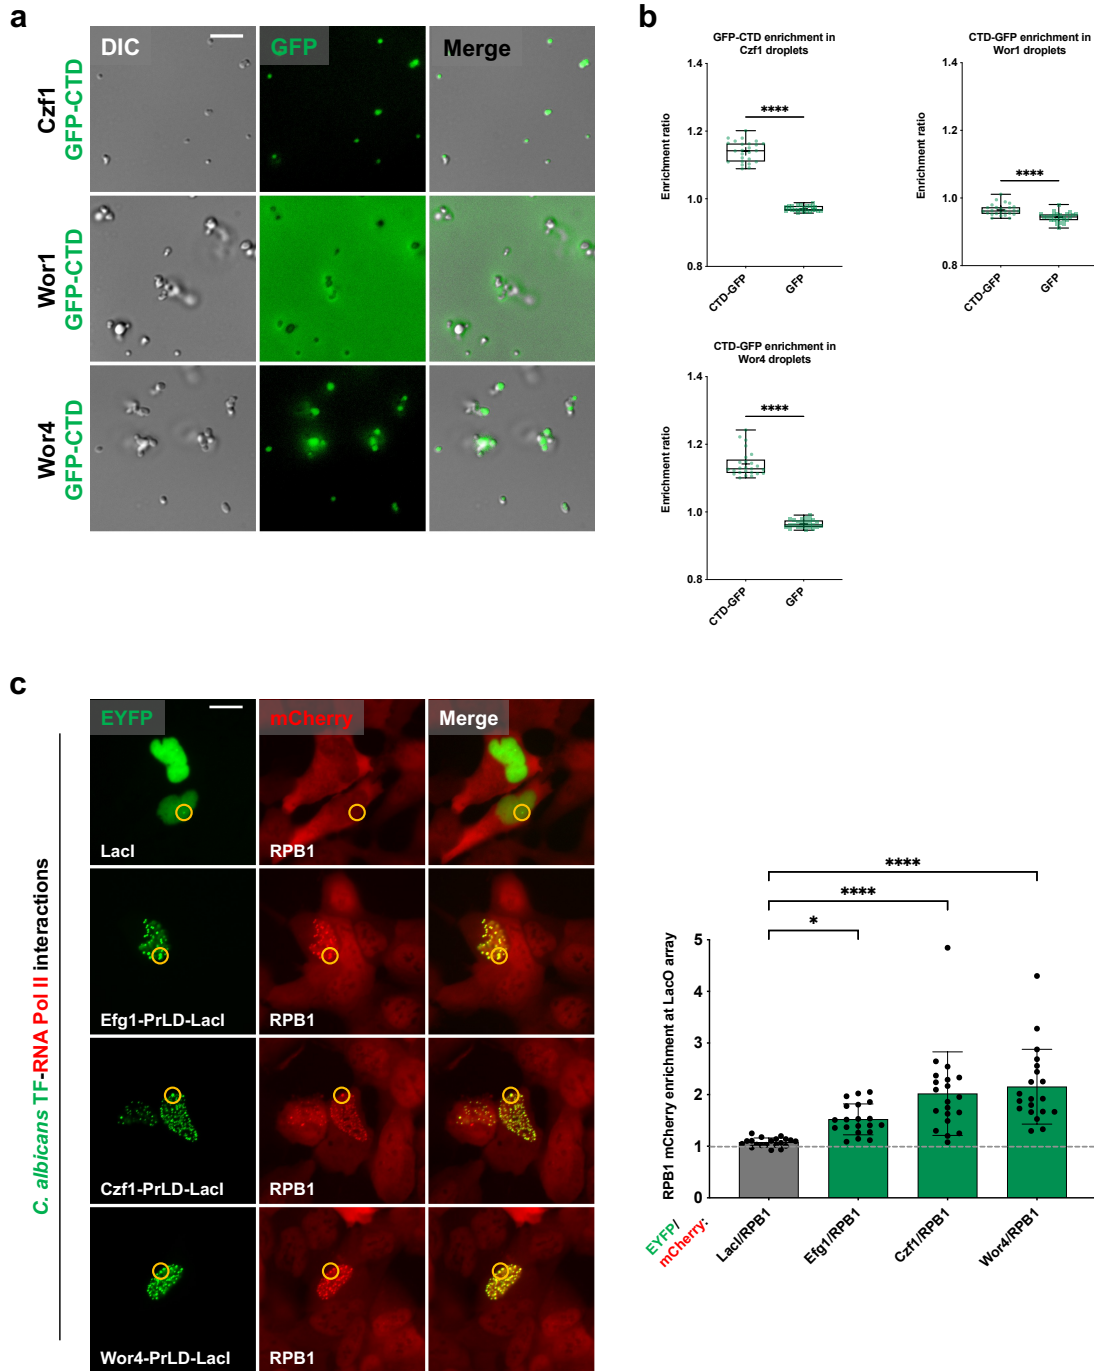 a
DIC
GFP
Merge
Czf1
GFP-CTD
Wor1
GFP-CTD
Wor4
GFP-CTD
b
GFP-CTD enrichment in
Czf1 droplets
Enrichment ratio
1.4
1.2
1.0
0.8
****
CTD-GFP
GFP
CTD-GFP enrichment in
Wor1 droplets
Enrichment ratio
1.4
1.2
1.0
0.8
****
CTD-GFP
GFP
CTD-GFP enrichment in
Wor4 droplets
Enrichment ratio
1.4
1.2
1.0
0.8
****
CTD-GFP
GFP
c
C. albicans TF-RNA Pol II interactions
EYFP
mCherry
Merge
LacI
RPB1
Efg1-PrLD-LacI
RPB1
Czf1-PrLD-LacI
RPB1
Wor4-PrLD-LacI
RPB1
RPB1 mCherry enrichment at LacO array
5
4
3
2
1
0
****
****
*
EYFP/
mCherry:
LacI/RPB1
Efg1/RPB1
Czf1/RPB1
Wor4/RPB1